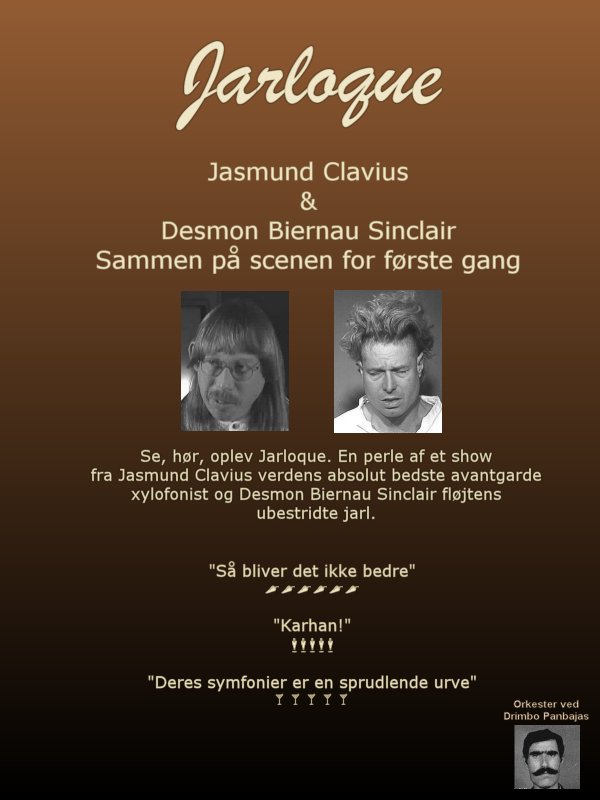 Jarloque
Jasmund Clavius
&
Desmon Biernau Sinclair
Sammen på scenen for første gang
Se, hør, oplev Jarloque. En perle af et show
fra Jasmund Clavius verdens absolut bedste avantgarde
xylofonist og Desmon Biernau Sinclair fløjtens
ubestridte jarl.
"Så bliver det ikke bedre"
"Karhan!"
"Deres symfonier er en sprudlende urve"
Orkester ved
Drimbo Panbajas